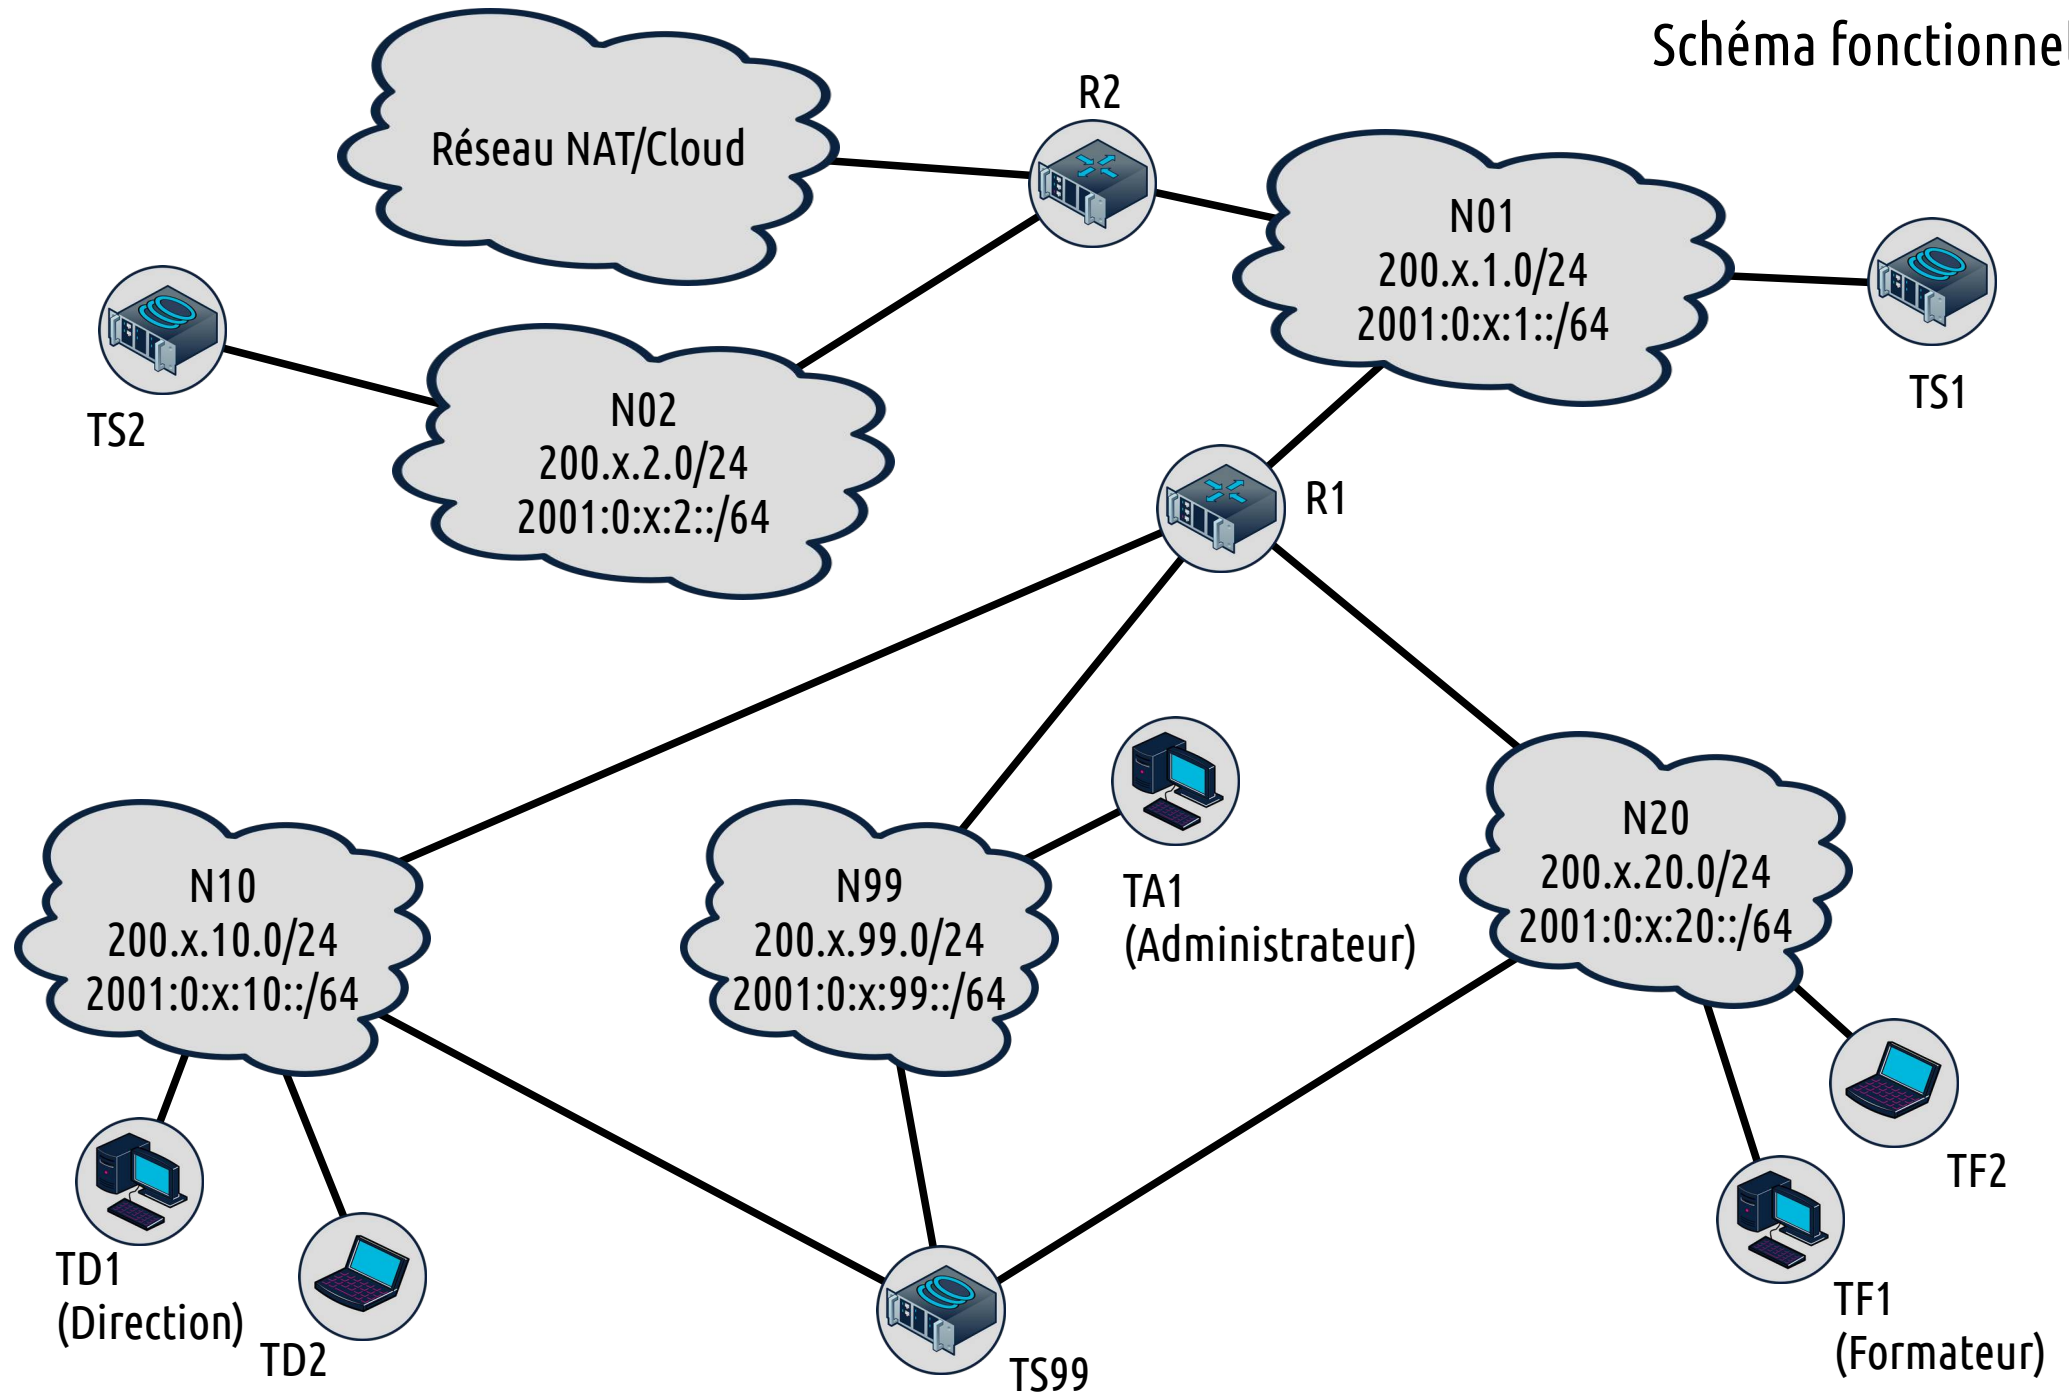 Schéma fonctionnel
R2
Réseau NAT/Cloud
N01
200.x.1.0/24
2001:0:x:1::/64
TS1
TS2
N02
200.x.2.0/24
2001:0:x:2::/64
R1
N20
200.x.20.0/24
2001:0:x:20::/64
N10
200.x.10.0/24
2001:0:x:10::/64
N99
200.x.99.0/24
2001:0:x:99::/64
TA1
(Administrateur)
TF2
TD1
(Direction)
TD2
TS99
TF1
(Formateur)